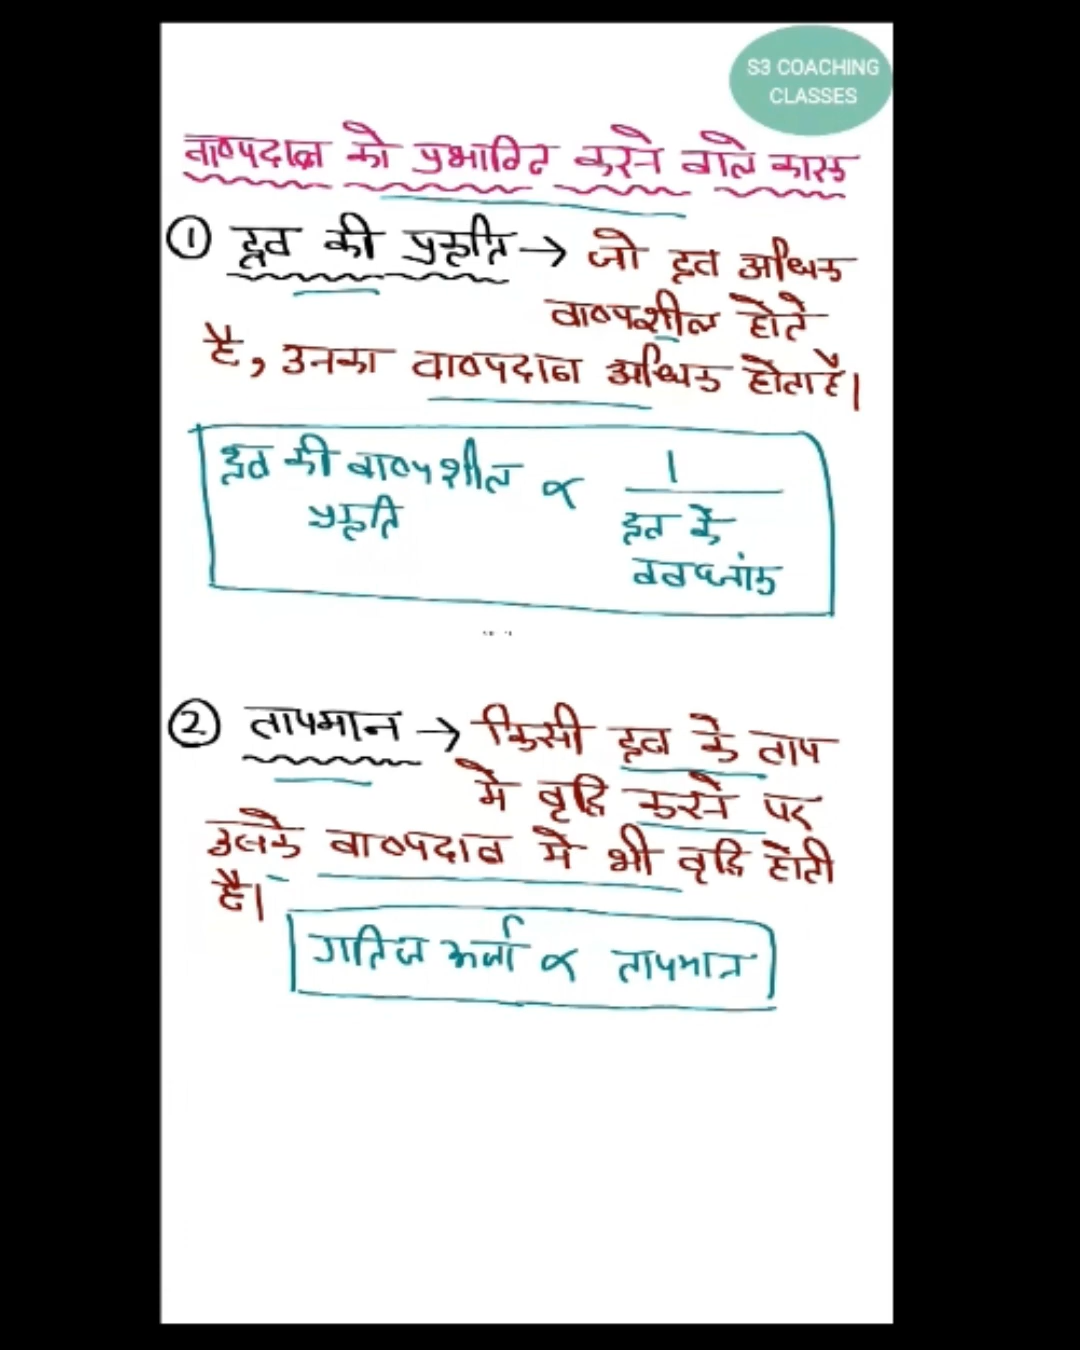 S3 COACHING
CLASSES
वाष्पदाब को प्रभावित करने वाले कारक
① द्रव की प्रकृति → जो द्रव अधिक
वाष्पशील होते
है, उनका वाष्पदाब अधिक होता है।
द्रव की वाष्पशील ∝ 1
प्रकृति द्रव के
क्वथनांक
② तापमान → किसी द्रव के ताप
में वृद्धि करने पर
उसके वाष्पदाब में भी वृद्धि होती
है।
गतिज ऊर्जा ∝ तापमान